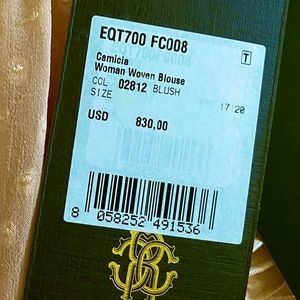 EQT700 FC008
T
Camicia
Woman Woven Blouse
COL 02812 BLUSH
SIZE 17 20
USD 830,00
8 058252 491536